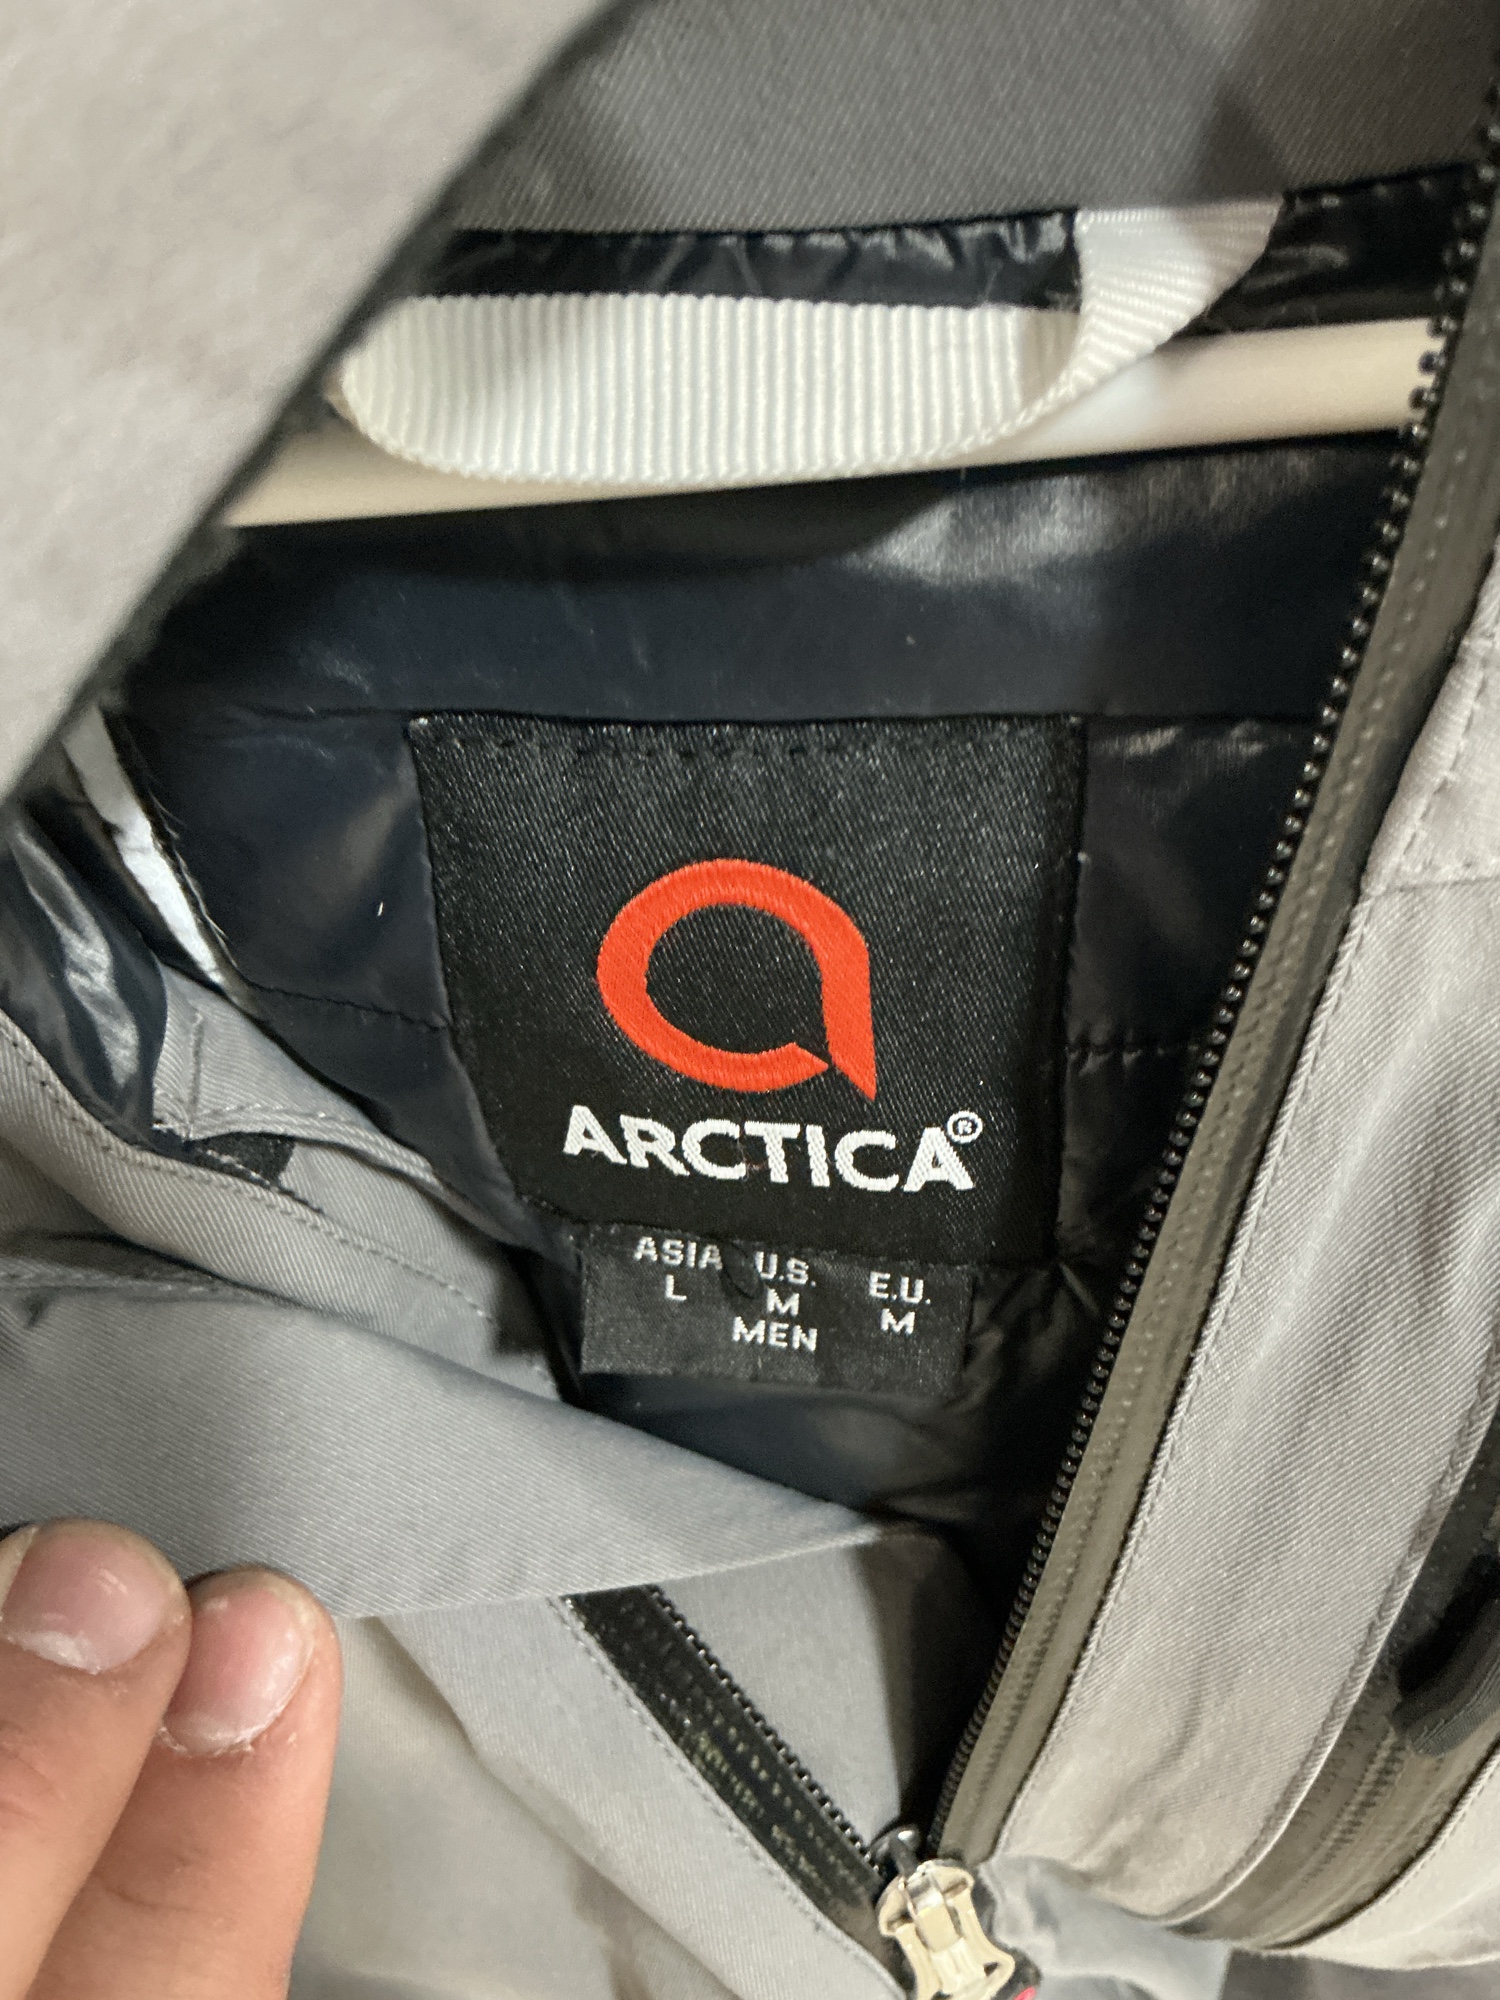 ARCTICA®
ASIA U.S. E.U.
L M M
MEN